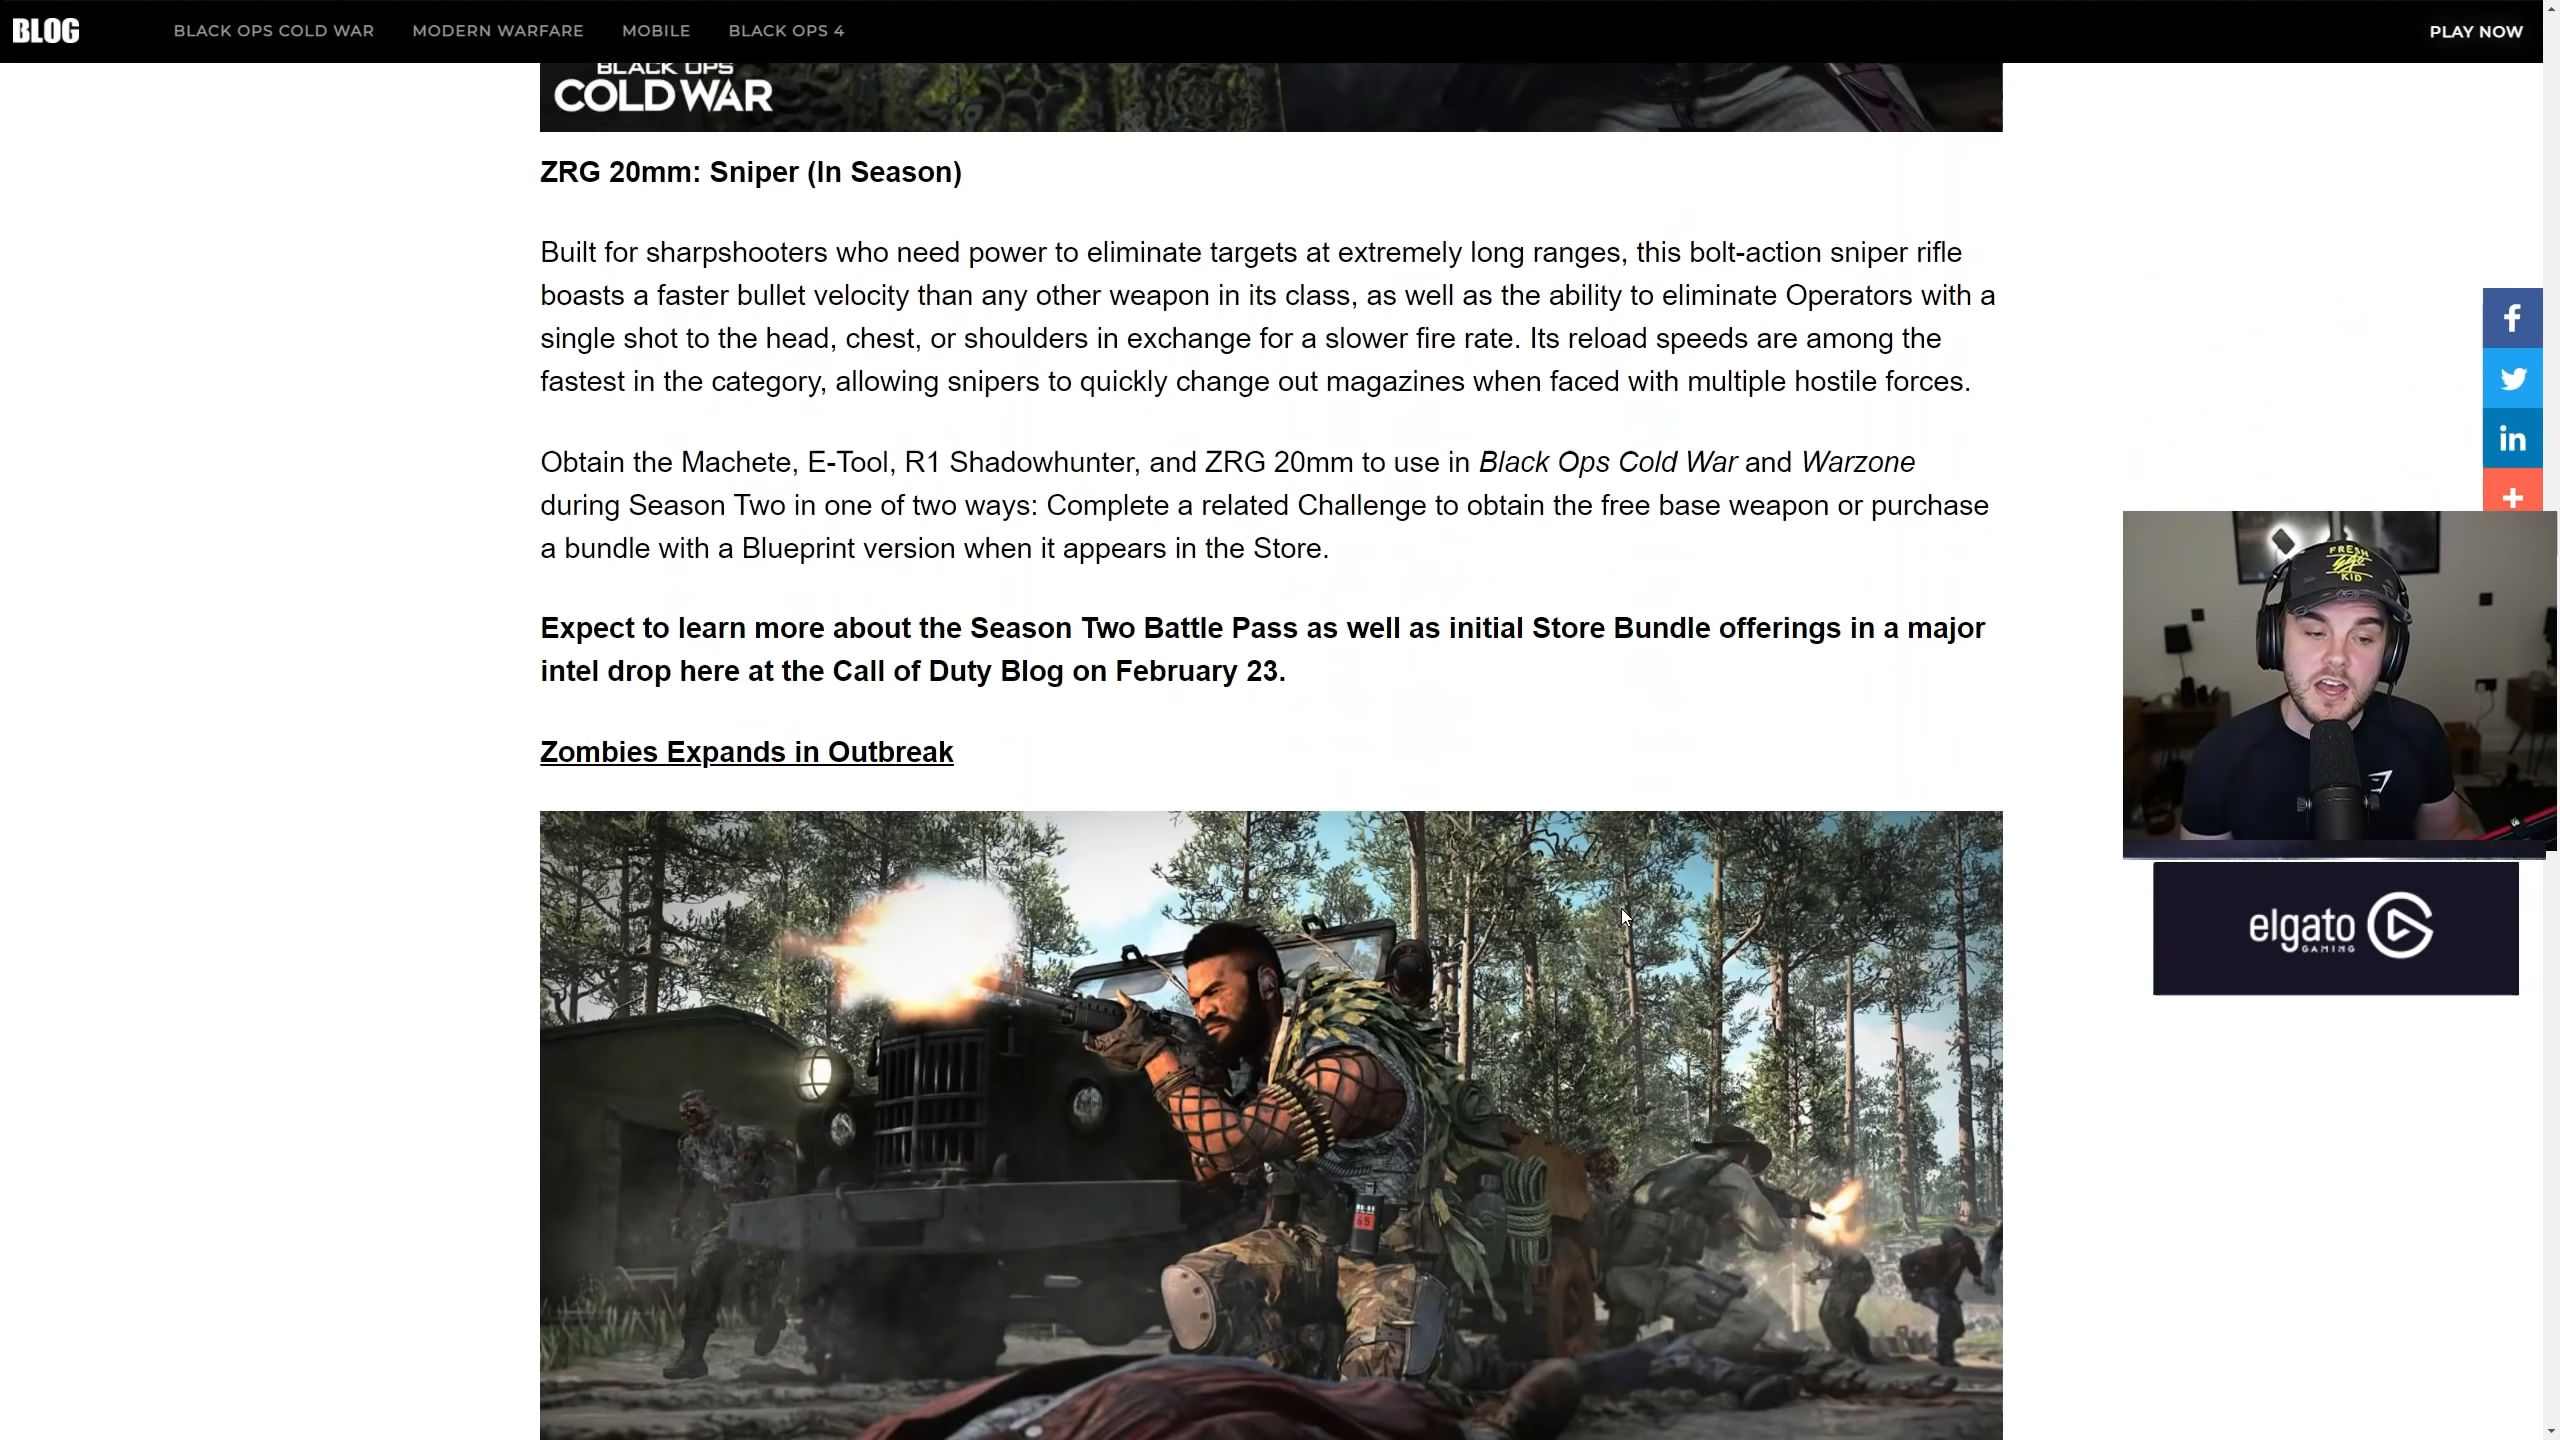 BLOG
BLACK OPS COLD WAR
MODERN WARFARE
MOBILE
BLACK OPS 4
PLAY NOW
BLACK OPS
COLD WAR
ZRG 20mm: Sniper (In Season)
Built for sharpshooters who need power to eliminate targets at extremely long ranges, this bolt-action sniper rifle
boasts a faster bullet velocity than any other weapon in its class, as well as the ability to eliminate Operators with a
single shot to the head, chest, or shoulders in exchange for a slower fire rate. Its reload speeds are among the
fastest in the category, allowing snipers to quickly change out magazines when faced with multiple hostile forces.
Obtain the Machete, E-Tool, R1 Shadowhunter, and ZRG 20mm to use in Black Ops Cold War and Warzone
during Season Two in one of two ways: Complete a related Challenge to obtain the free base weapon or purchase
a bundle with a Blueprint version when it appears in the Store.
Expect to learn more about the Season Two Battle Pass as well as initial Store Bundle offerings in a major
intel drop here at the Call of Duty Blog on February 23.
Zombies Expands in Outbreak
f
in
+
FRESH
EGO
KID
elgato
GAMING